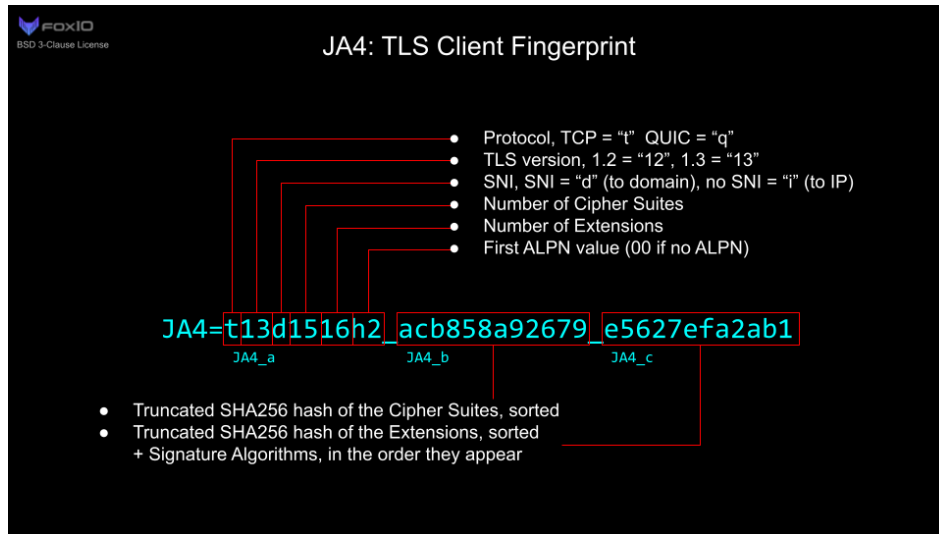 FOXIO
BSD 3-Clause License
JA4: TLS Client Fingerprint
● Protocol, TCP = “t”  QUIC = “q”
● TLS version, 1.2 = “12”, 1.3 = “13”
● SNI, SNI = “d” (to domain), no SNI = “i” (to IP)
● Number of Cipher Suites
● Number of Extensions
● First ALPN value (00 if no ALPN)
JA4=t13d1516h2_acb858a92679_e5627efa2ab1
JA4_a JA4_b JA4_c
● Truncated SHA256 hash of the Cipher Suites, sorted
● Truncated SHA256 hash of the Extensions, sorted
+ Signature Algorithms, in the order they appear